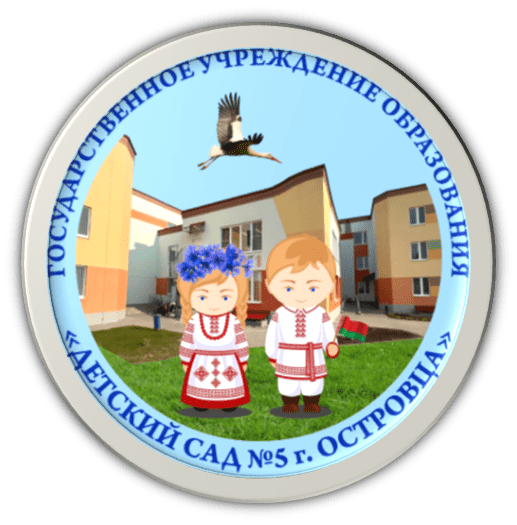 ГОСУДАРСТВЕННОЕ УЧРЕЖДЕНИЕ ОБРАЗОВАНИЯ
«ДЕТСКИЙ САД №5 г. ОСТРОВЦА»